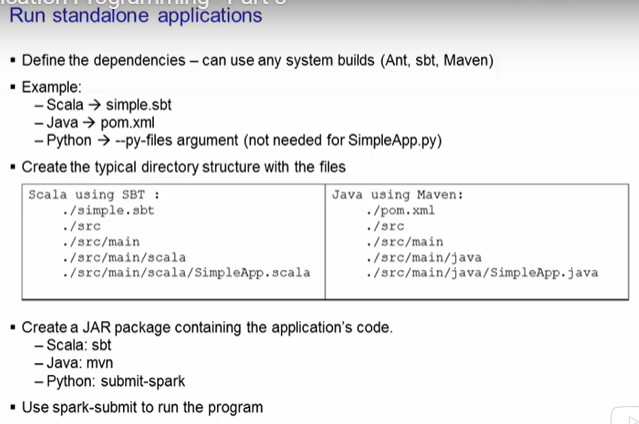 Run standalone applications
▪ Define the dependencies – can use any system builds (Ant, sbt, Maven)
▪ Example:
– Scala → simple.sbt
– Java → pom.xml
– Python → --py-files argument (not needed for SimpleApp.py)
▪ Create the typical directory structure with the files
Scala using SBT :
./simple.sbt
./src
./src/main
./src/main/scala
./src/main/scala/SimpleApp.scala
Java using Maven:
./pom.xml
./src
./src/main
./src/main/java
./src/main/java/SimpleApp.java
▪ Create a JAR package containing the application's code.
– Scala: sbt
– Java: mvn
– Python: submit-spark
▪ Use spark-submit to run the program